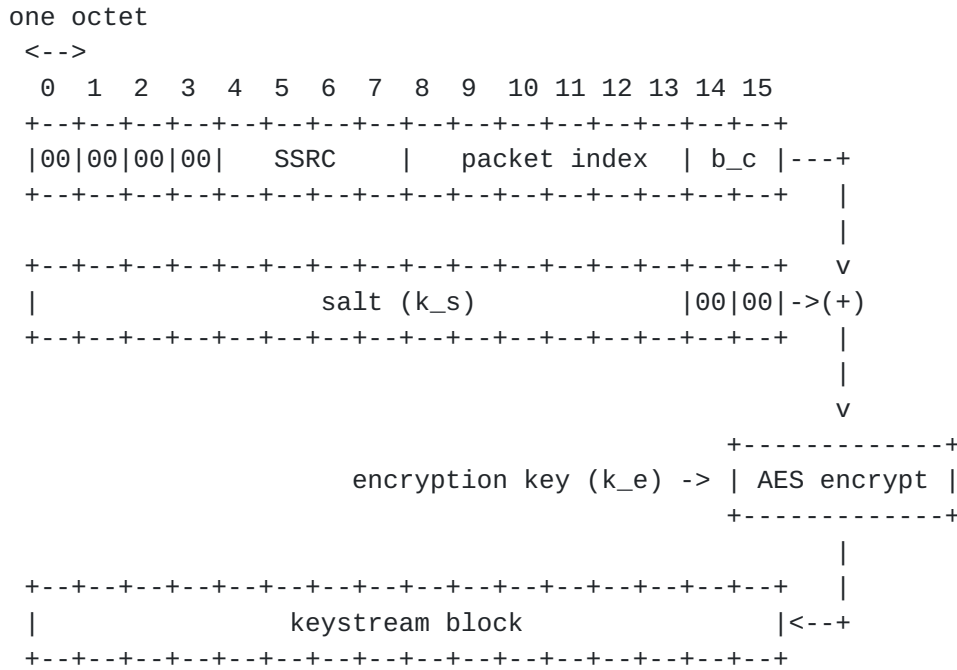 one octet
 <-->
  0  1  2  3  4  5  6  7  8  9  10 11 12 13 14 15
 +--+--+--+--+--+--+--+--+--+--+--+--+--+--+--+--+
 |00|00|00|00|   SSRC    |   packet index  | b_c |---+
 +--+--+--+--+--+--+--+--+--+--+--+--+--+--+--+--+   |
                                                     |
 +--+--+--+--+--+--+--+--+--+--+--+--+--+--+--+--+   v
 |                  salt (k_s)             |00|00|->(+)
 +--+--+--+--+--+--+--+--+--+--+--+--+--+--+--+--+   |
                                                     |
                                                     v
                                              +-------------+
                      encryption key (k_e) -> | AES encrypt |
                                              +-------------+
                                                     |
 +--+--+--+--+--+--+--+--+--+--+--+--+--+--+--+--+   |
 |                keystream block                |<--+
 +--+--+--+--+--+--+--+--+--+--+--+--+--+--+--+--+